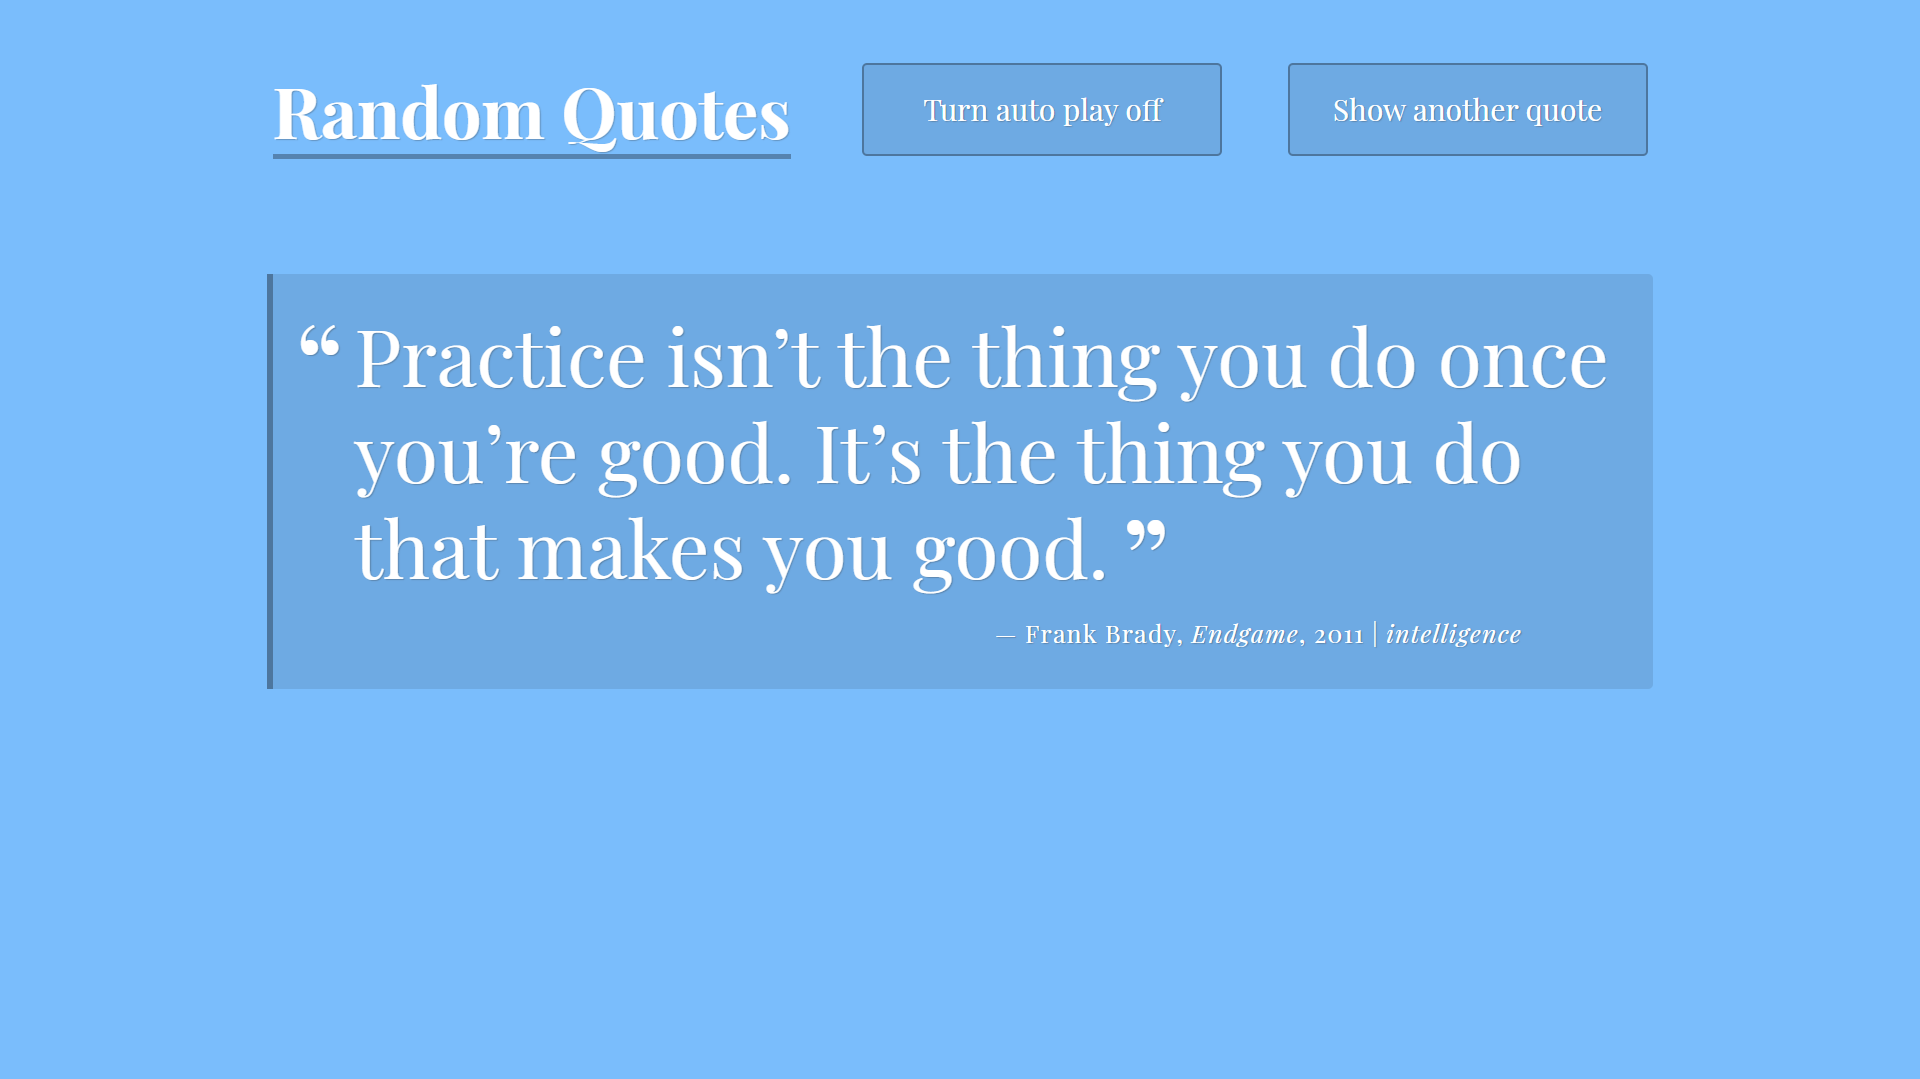 Random Quotes
Turn auto play off
Show another quote
“ Practice isn’t the thing you do once
you’re good. It’s the thing you do
that makes you good. ”
— Frank Brady, Endgame, 2011 | intelligence